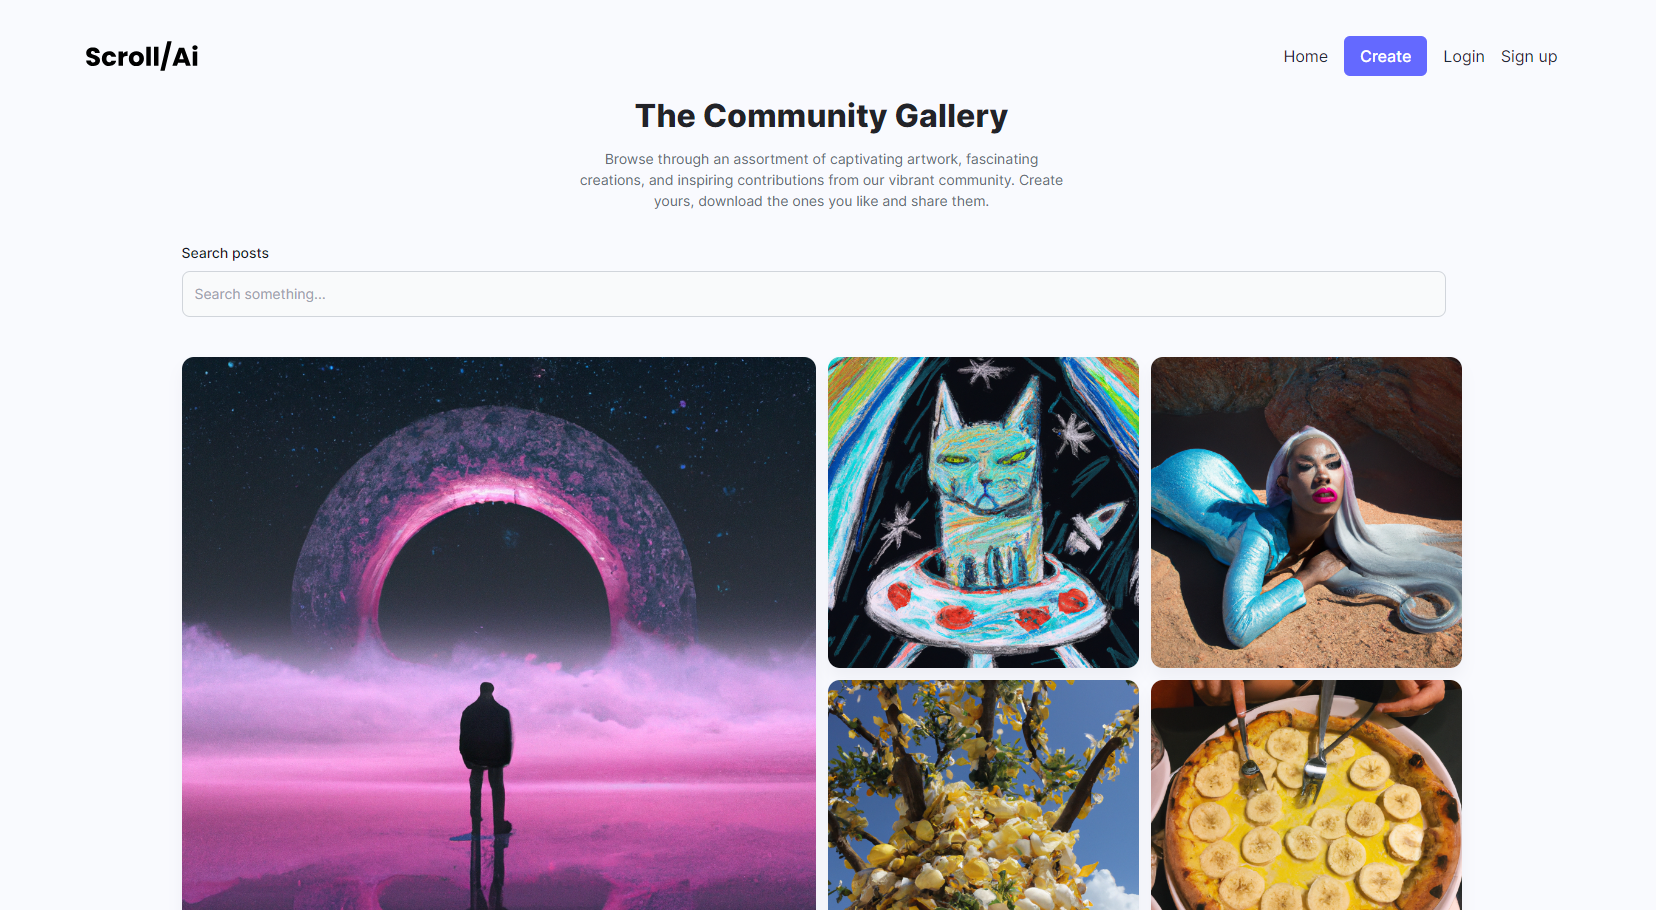 Scroll/Ai
Home
Create
Login
Sign up
The Community Gallery
Browse through an assortment of captivating artwork, fascinating
creations, and inspiring contributions from our vibrant community. Create
yours, download the ones you like and share them.
Search posts
Search something...